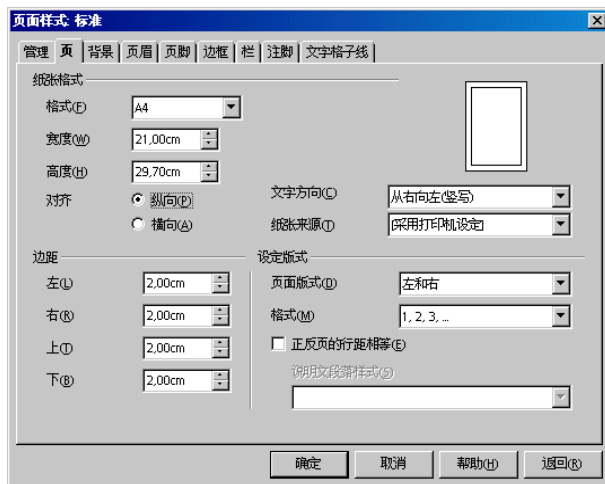 页面样式: 标准
管理 页 背景 页眉 页脚 边框 栏 注脚 文字格子线
纸张格式
格式(F) A4
宽度(W) 21,00cm
高度(H) 29,70cm
对齐 纵向(P) 文字方向(C) 从右向左(竖写)
横向(A) 纸张来源(T) [采用打印机设定]
边距 设定版式
左(L) 2,00cm 页面版式(D) 左和右
右(R) 2,00cm 格式(M) 1, 2, 3, ...
上(T) 2,00cm 正反页的行距相等(E)
下(B) 2,00cm 说明文段落样式(S)
确定 取消 帮助(H) 返回(R)